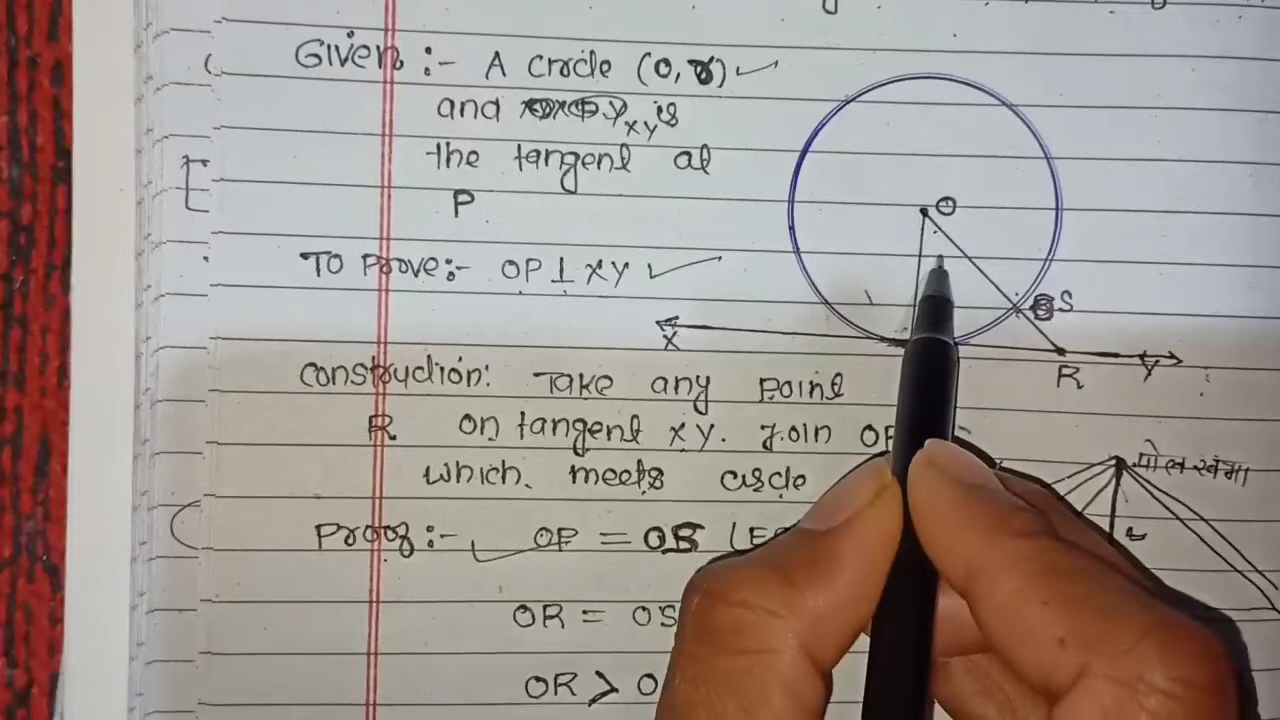 Given :- A circle (O, r)
and XY is
the tangent at
P.
To Prove:- OP ⊥ XY
O
S
X
R
Y
Construction: Take any point
R on tangent XY. Join
which meets circle
पोल खंभा
Proof :- OP = OS
OR = OS
OR >